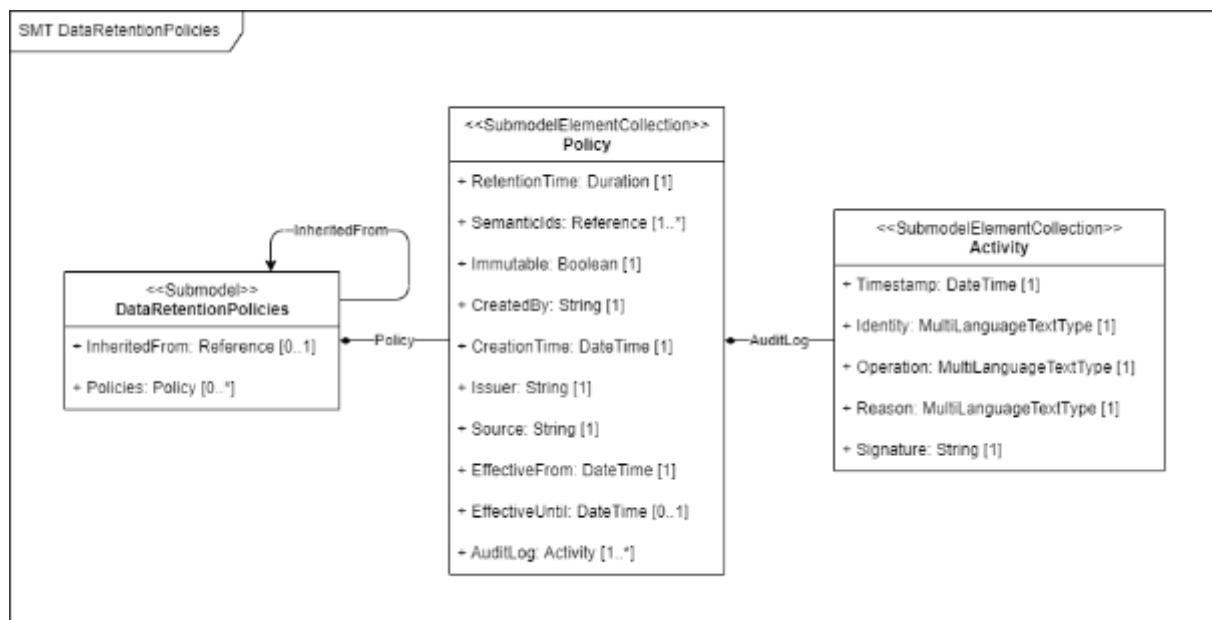 SMT DataRetentionPolicies
<<SubmodelElementCollection>>
Policy
+ RetentionTime: Duration [1]
+ SemanticIds: Reference [1..*]
+ Immutable: Boolean [1]
+ CreatedBy: String [1]
+ CreationTime: DateTime [1]
+ Issuer: String [1]
+ Source: String [1]
+ EffectiveFrom: DateTime [1]
+ EffectiveUntil: DateTime [0..1]
+ AuditLog: Activity [1..*]
InheritedFrom
<<Submodel>>
DataRetentionPolicies
+ InheritedFrom: Reference [0..1]
+ Policies: Policy [0..*]
Policy
AuditLog
<<SubmodelElementCollection>>
Activity
+ Timestamp: DateTime [1]
+ Identity: MultiLanguageTextType [1]
+ Operation: MultiLanguageTextType [1]
+ Reason: MultiLanguageTextType [1]
+ Signature: String [1]